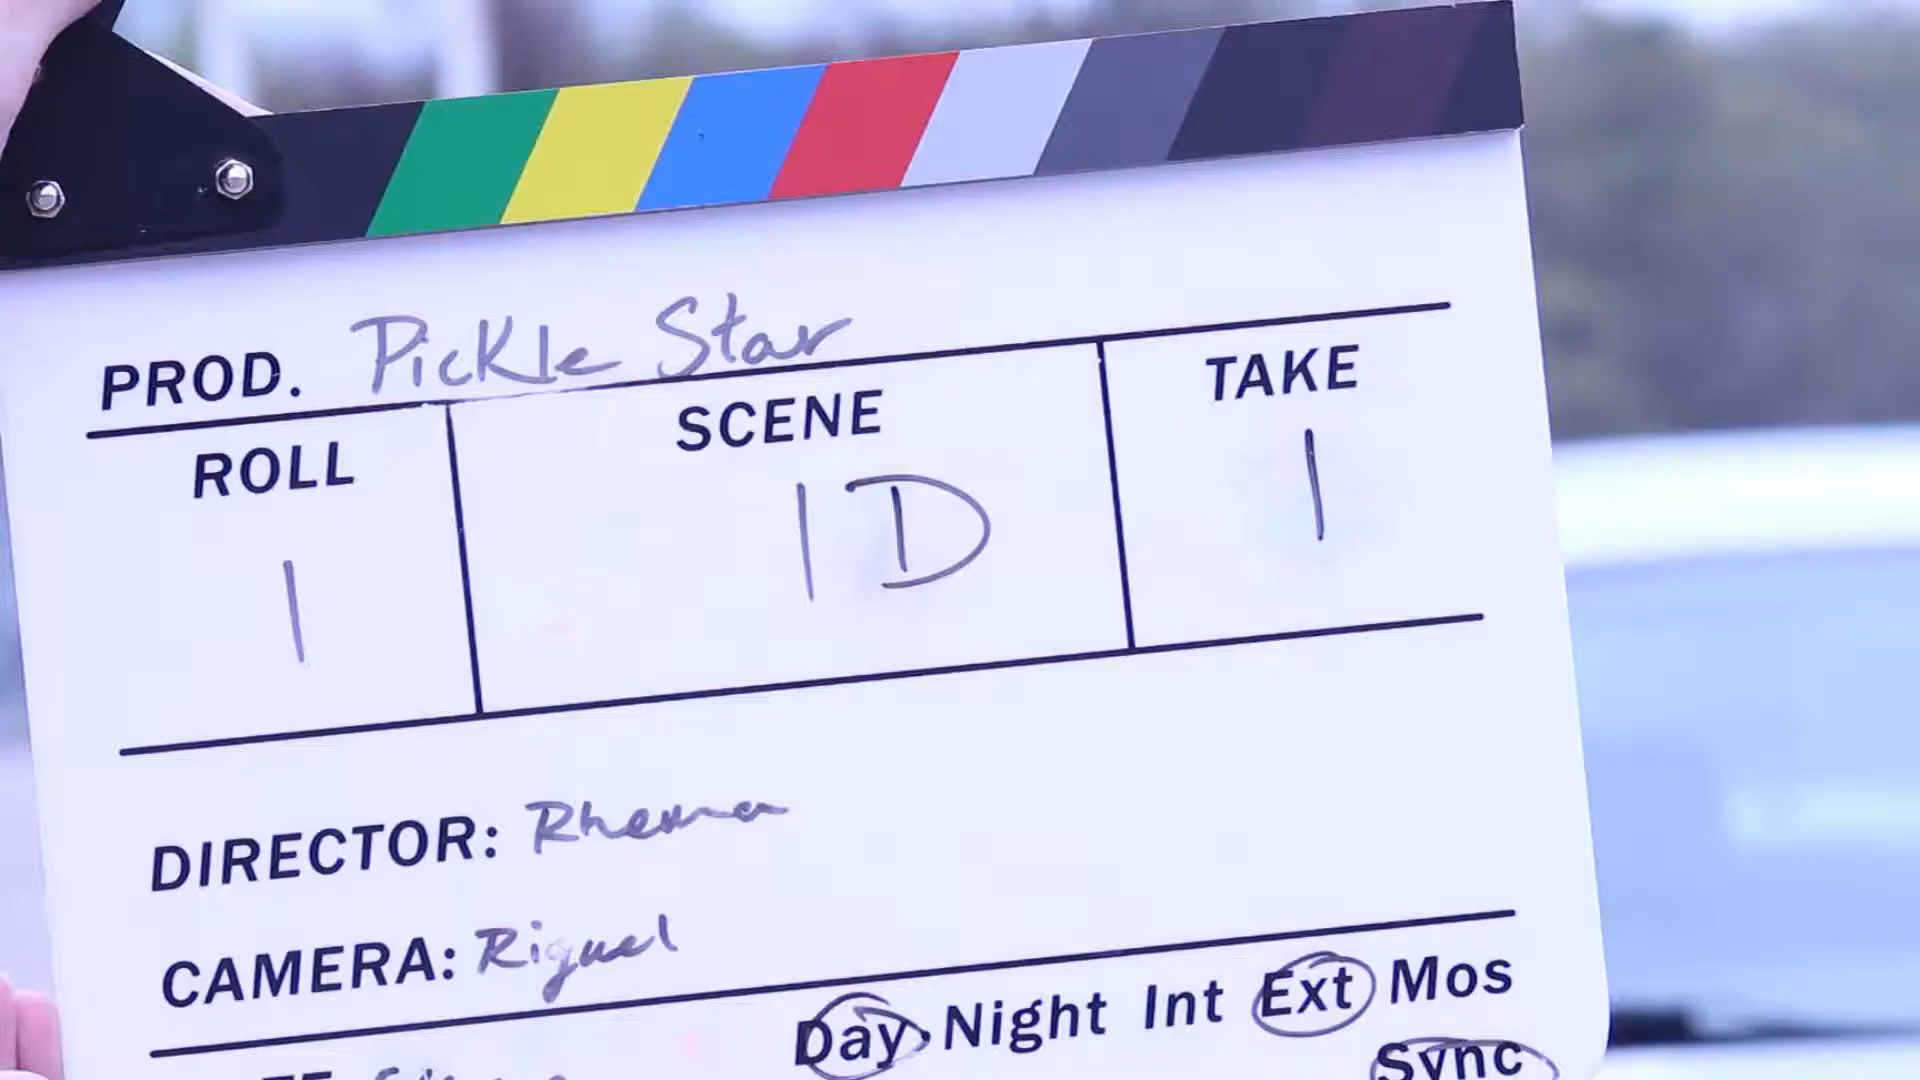 PROD. Pickle Star
ROLL SCENE TAKE
1 1D 1
DIRECTOR: Rhema
CAMERA: Riguel
Day Night Int Ext Mos
Sync